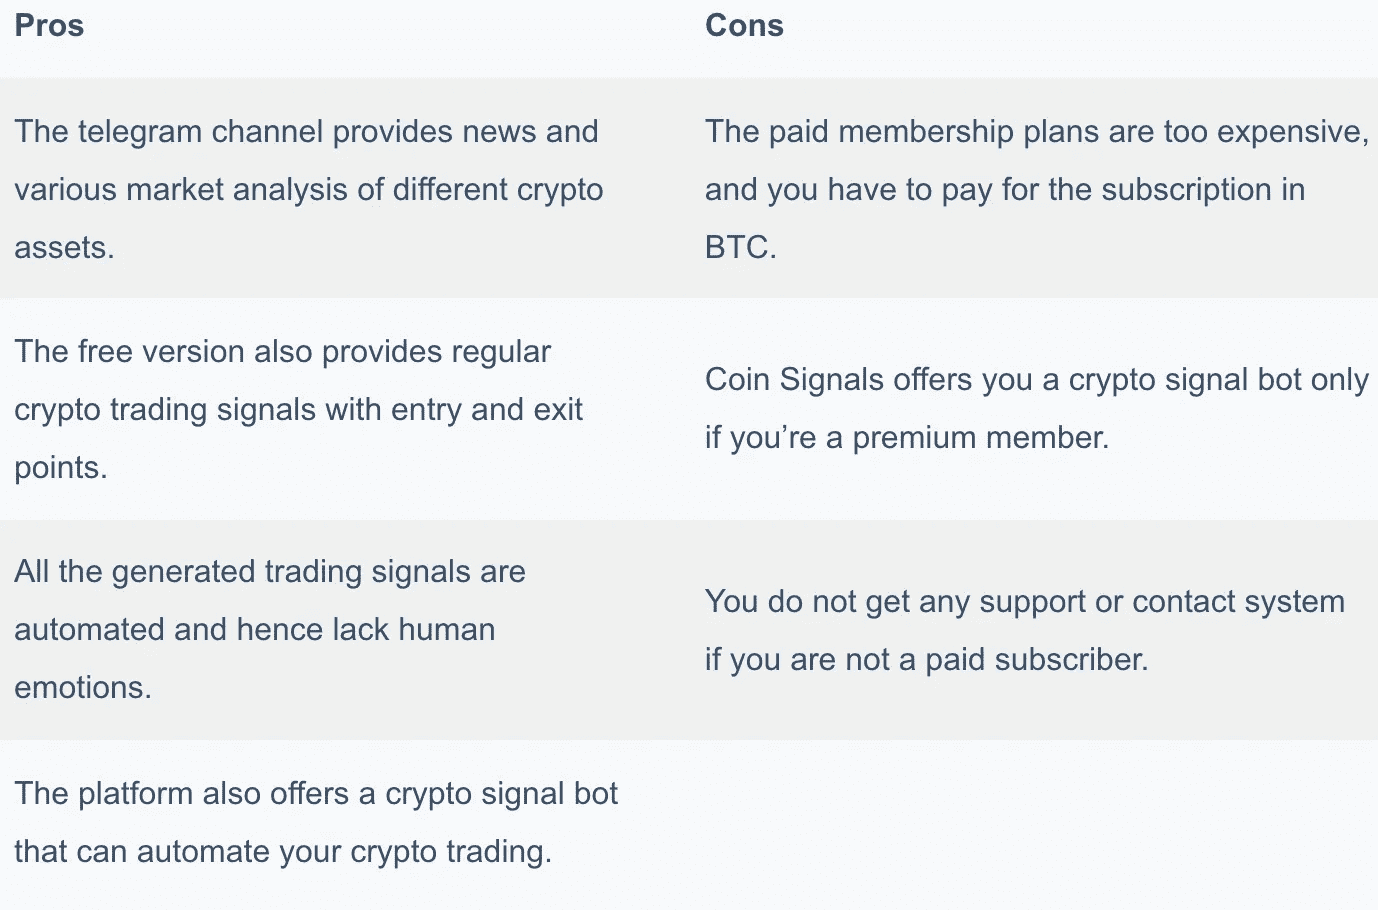 Pros
Cons
The telegram channel provides news and
various market analysis of different crypto
assets.
The paid membership plans are too expensive,
and you have to pay for the subscription in
BTC.
The free version also provides regular
crypto trading signals with entry and exit
points.
Coin Signals offers you a crypto signal bot only
if you’re a premium member.
All the generated trading signals are
automated and hence lack human
emotions.
You do not get any support or contact system
if you are not a paid subscriber.
The platform also offers a crypto signal bot
that can automate your crypto trading.